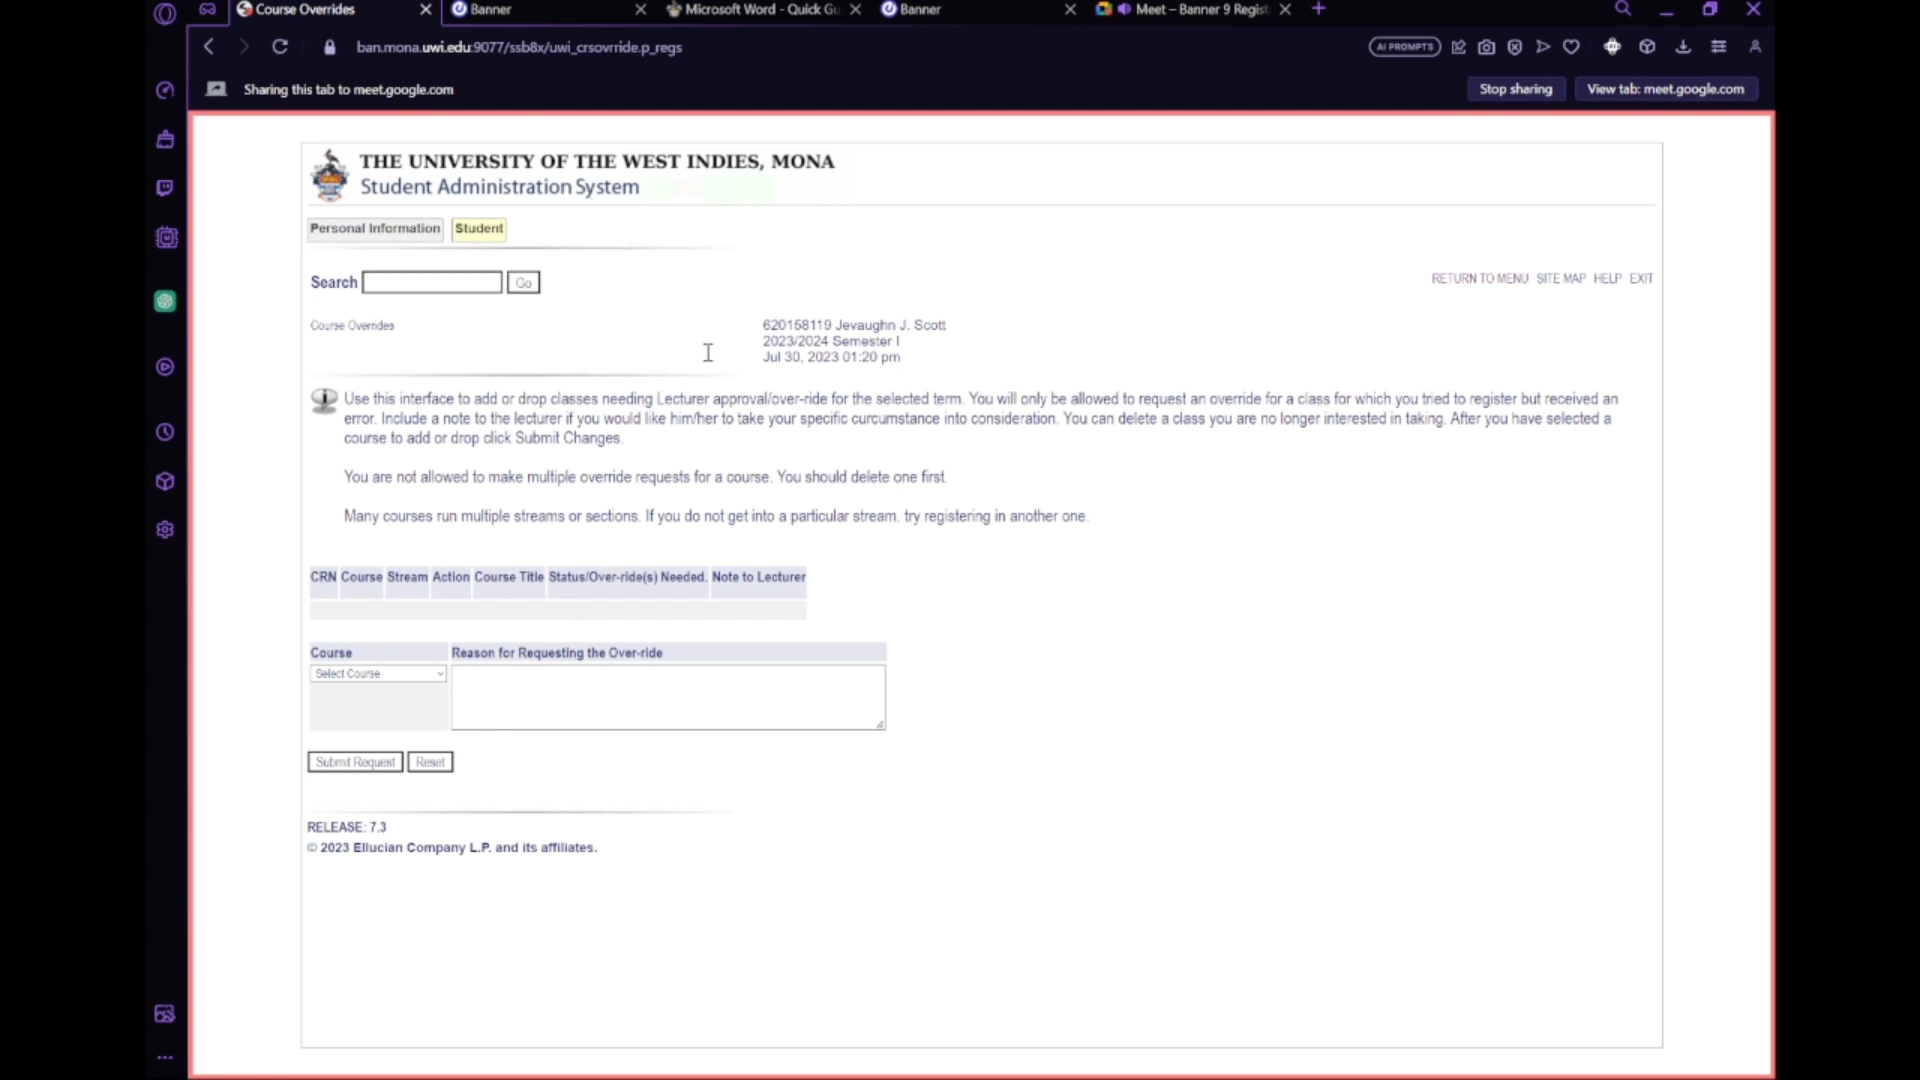 Course Overrides
Banner
Microsoft Word - Quick Gu
Banner
Meet – Banner 9 Regist
ban.mona.uwi.edu:9077/ssb8x/uwi_crsovrride.p_regs
AI PROMPTS
Sharing this tab to meet.google.com
Stop sharing
View tab: meet.google.com
THE UNIVERSITY OF THE WEST INDIES, MONA
Student Administration System
Personal Information
Student
Search
Go
RETURN TO MENU SITE MAP HELP EXIT
Course Overrides
620158119 Jevaughn J. Scott
2023/2024 Semester I
Jul 30, 2023 01:20 pm
Use this interface to add or drop classes needing Lecturer approval/over-ride for the selected term. You will only be allowed to request an override for a class for which you tried to register but received an
error. Include a note to the lecturer if you would like him/her to take your specific curcumstance into consideration. You can delete a class you are no longer interested in taking. After you have selected a
course to add or drop click Submit Changes.
You are not allowed to make multiple override requests for a course. You should delete one first.
Many courses run multiple streams or sections. If you do not get into a particular stream, try registering in another one.
CRN Course Stream Action Course Title Status/Over-ride(s) Needed. Note to Lecturer
Course Reason for Requesting the Over-ride
Select Course
Submit Request Reset
RELEASE: 7.3
© 2023 Ellucian Company L.P. and its affiliates.